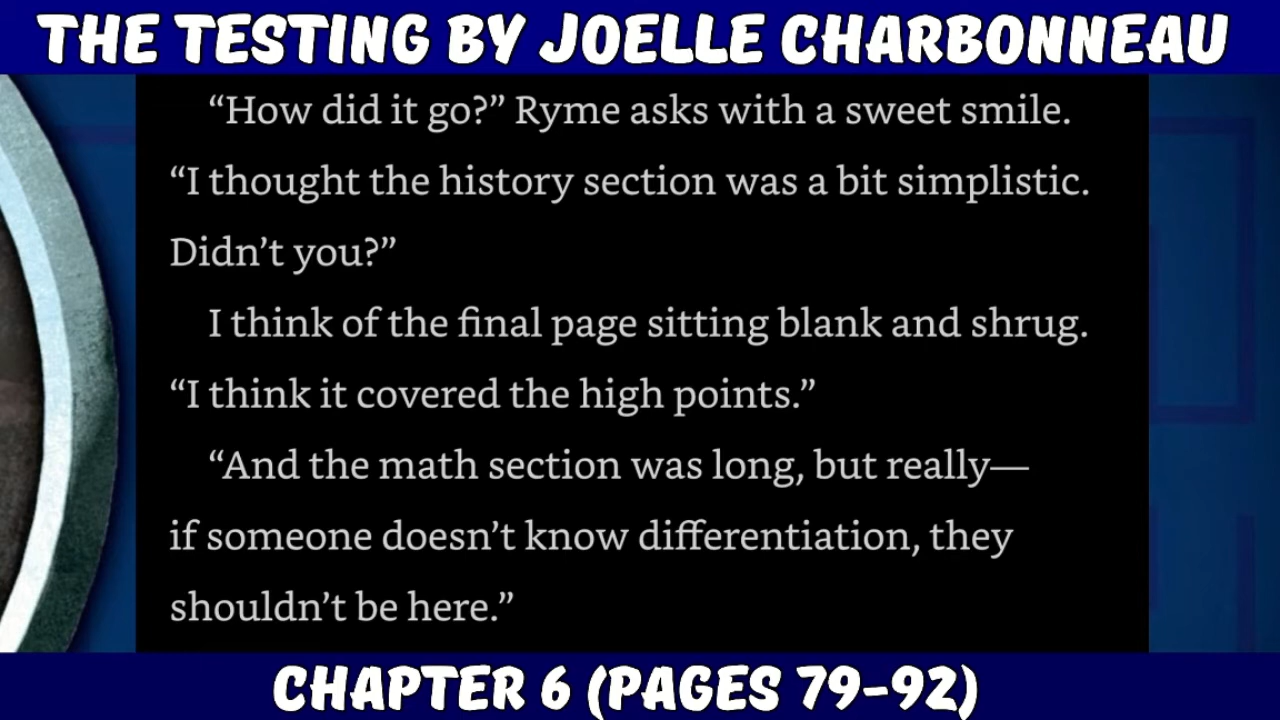 THE TESTING BY JOELLE CHARBONNEAU
“How did it go?” Ryme asks with a sweet smile.
“I thought the history section was a bit simplistic.
Didn’t you?”
I think of the final page sitting blank and shrug.
“I think it covered the high points.”
“And the math section was long, but really—
if someone doesn’t know differentiation, they
shouldn’t be here.”
CHAPTER 6 (PAGES 79-92)